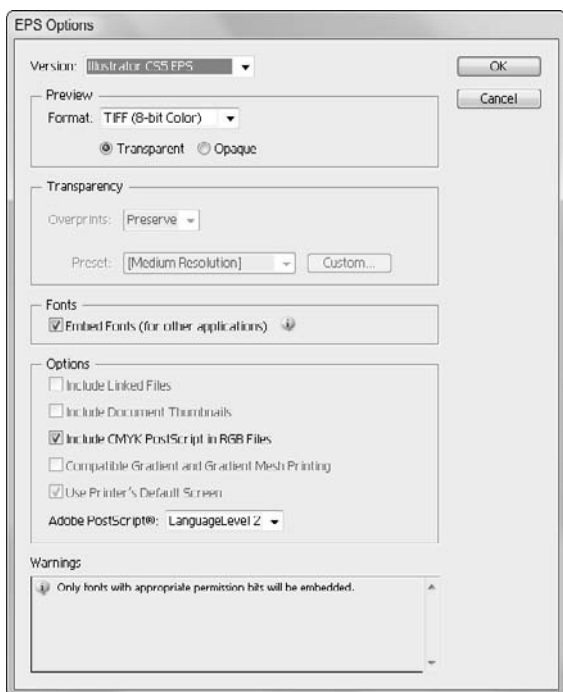 EPS Options
Version: Illustrator CS5 EPS
OK
Preview
Cancel
Format: TIFF (8-bit Color)
Transparent Opaque
Transparency
Overprints: Preserve
Preset: [Medium Resolution] Custom...
Fonts
Embed Fonts (for other applications)
Options
Include Linked Files
Include Document Thumbnails
Include CMYK PostScript in RGB Files
Compatible Gradient and Gradient Mesh Printing
Use Printer's Default Screen
Adobe PostScript®: LanguageLevel 2
Warnings
Only fonts with appropriate permission bits will be embedded.